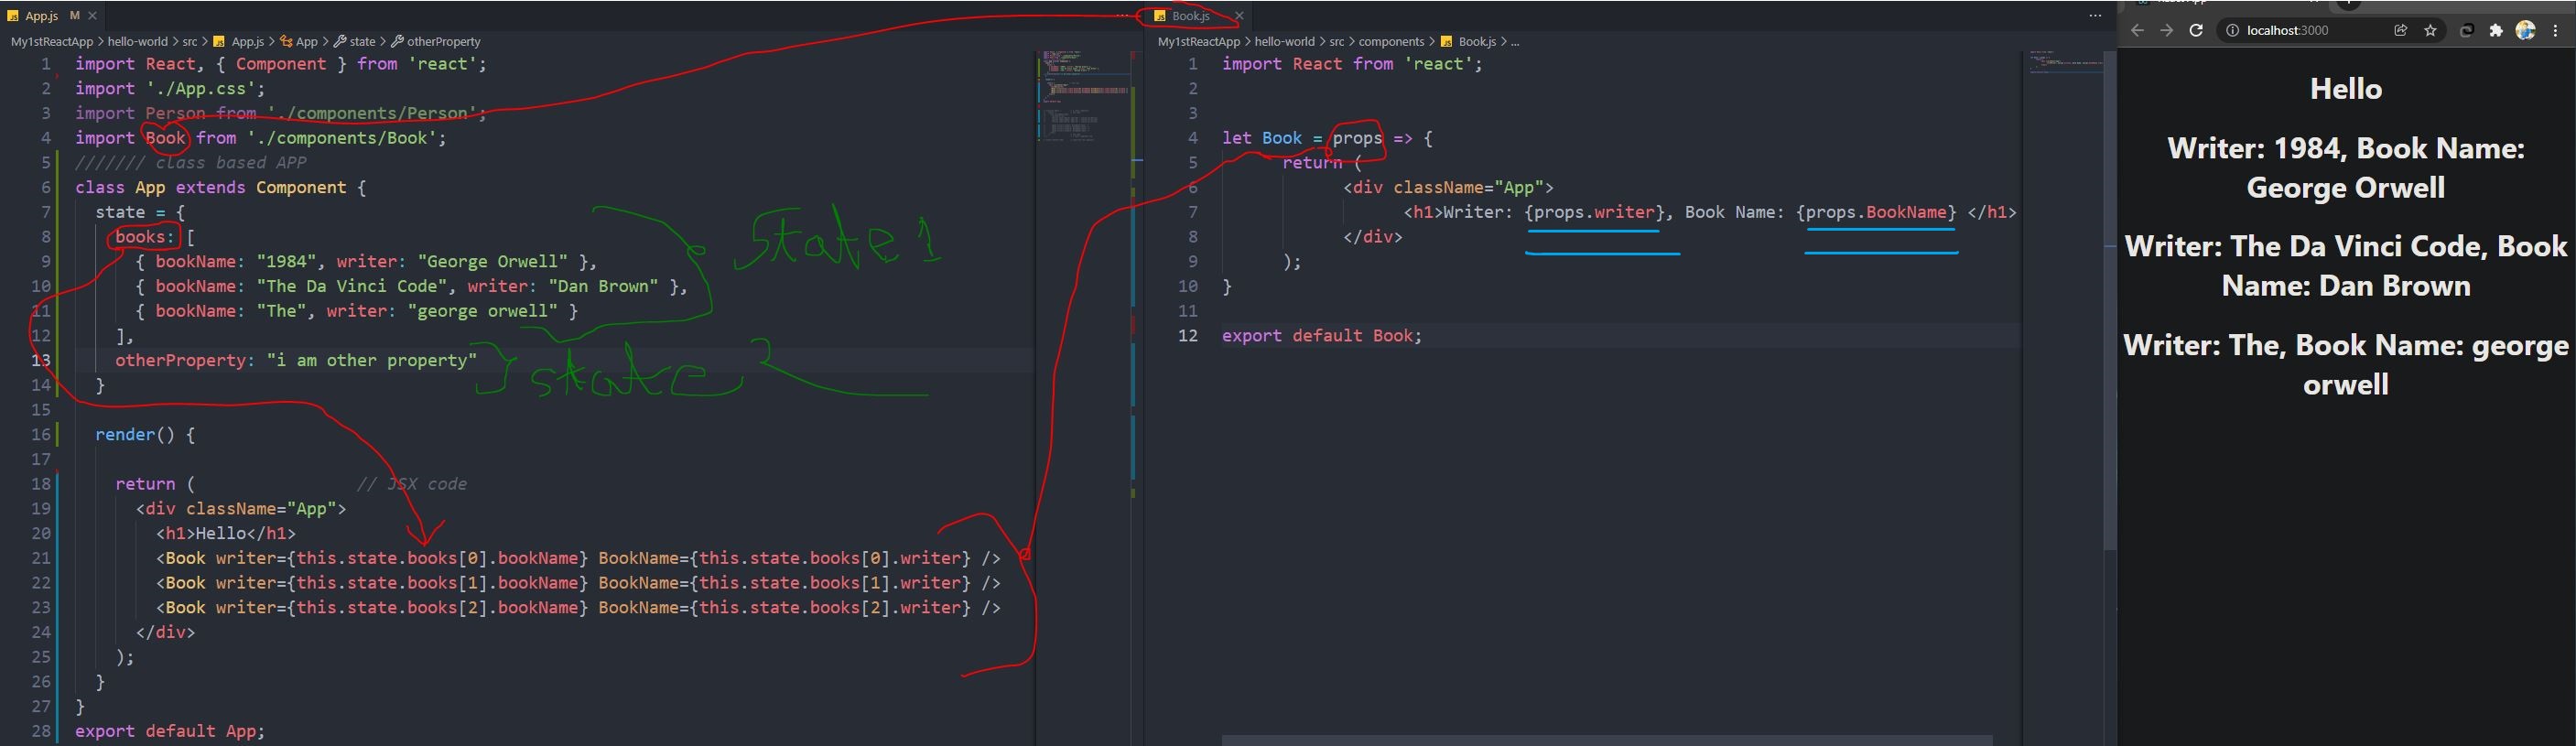 App.js M
My1stReactApp > hello-world > src > App.js > App > state > otherProperty
1 import React, { Component } from 'react';
2 import './App.css';
3 import Person from './components/Person';
4 import Book from './components/Book';
5 /////// class based APP
6 class App extends Component {
7 state = {
8 books: [
9 { bookName: "1984", writer: "George Orwell" },
10 { bookName: "The Da Vinci Code", writer: "Dan Brown" },
11 { bookName: "The", writer: "george orwell" }
12 ],
13 otherProperty: "i am other property"
14 }
15
16 render() {
17
18 return ( // JSX code
19 <div className="App">
20 <h1>Hello</h1>
21 <Book writer={this.state.books[0].bookName} BookName={this.state.books[0].writer} />
22 <Book writer={this.state.books[1].bookName} BookName={this.state.books[1].writer} />
23 <Book writer={this.state.books[2].bookName} BookName={this.state.books[2].writer} />
24 </div>
25 );
26 }
27 }
28 export default App;
state 1
state 2
Book.js
My1stReactApp > hello-world > src > components > Book.js > ...
1 import React from 'react';
2
3
4 let Book = props => {
5 return (
6 <div className="App">
7 <h1>Writer: {props.writer}, Book Name: {props.BookName} </h1>
8 </div>
9 );
10 }
11
12 export default Book;
localhost:3000
Hello
Writer: 1984, Book Name:
George Orwell
Writer: The Da Vinci Code, Book
Name: Dan Brown
Writer: The, Book Name: george
orwell